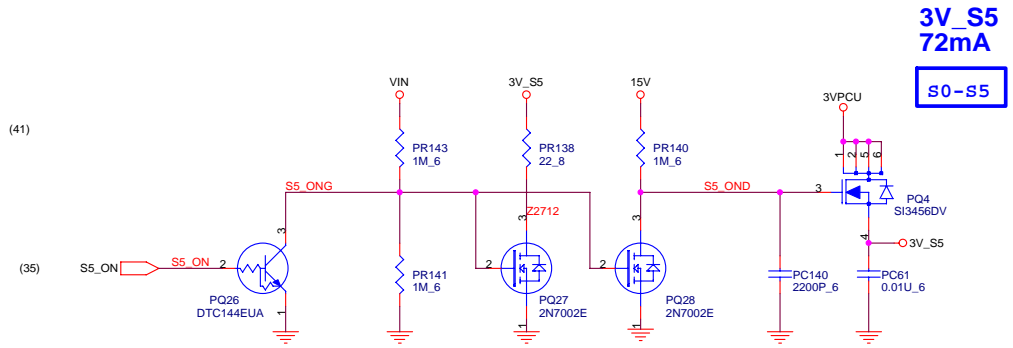 3V_S5
72mA
S0-S5
VIN
3V_S5
15V
3VPCU
(41)
PR143
1M_6
PR138
22_8
PR140
1M_6
1
2
5
6
S5_ONG
S5_OND
3
PQ4
SI3456DV
3
Z2712
3
3
4
3V_S5
(35)
S5_ON
S5_ON
2
2
2
PR141
1M_6
PC140
2200P_6
PC61
0.01U_6
PQ26
DTC144EUA
PQ27
2N7002E
PQ28
2N7002E
1
1
1